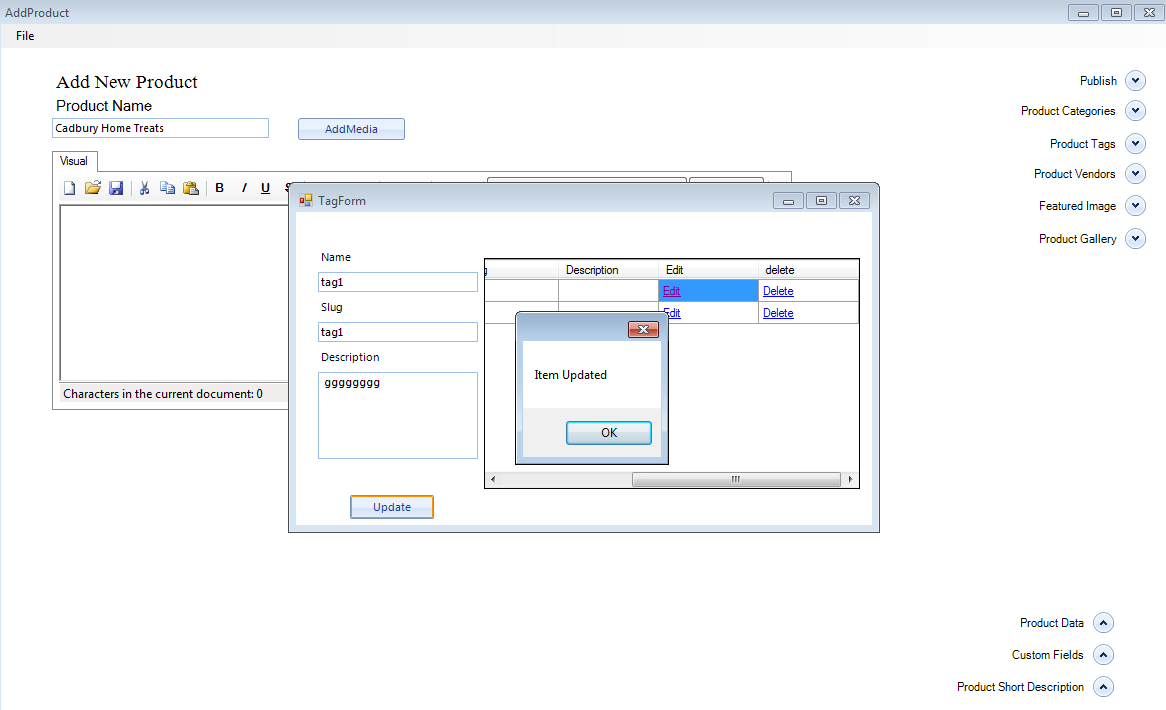 AddProduct
File
Add New Product
Product Name
Cadbury Home Treats
AddMedia
Visual
B I U
Characters in the current document: 0
Publish
Product Categories
Product Tags
Product Vendors
Featured Image
Product Gallery
TagForm
Name
tag1
Slug
tag1
Description
gggggggg
Update
Description Edit delete
Edit Delete
Edit Delete
Item Updated
OK
Product Data
Custom Fields
Product Short Description